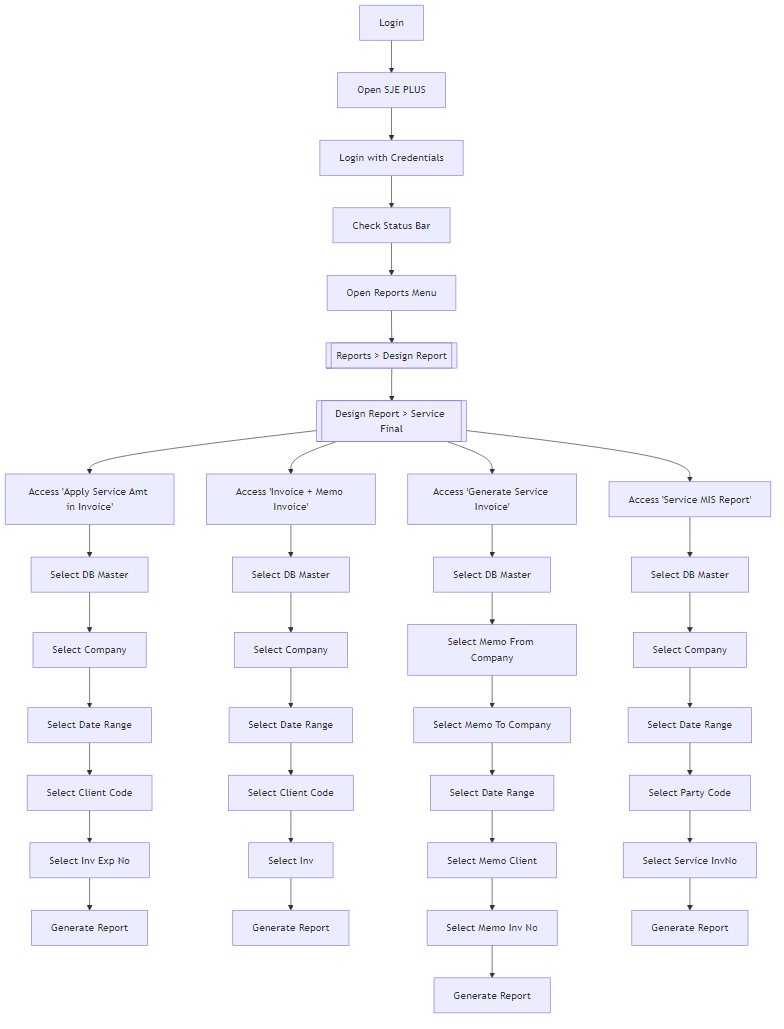 Login
Open SJE PLUS
Login with Credentials
Check Status Bar
Open Reports Menu
Reports > Design Report
Design Report > Service
Final
Access 'Apply Service Amt
in Invoice'
Select DB Master
Select Company
Select Date Range
Select Client Code
Select Inv Exp No
Generate Report
Access 'Invoice + Memo
Invoice'
Select DB Master
Select Company
Select Date Range
Select Client Code
Select Inv
Generate Report
Access 'Generate Service
Invoice'
Select DB Master
Select Memo From
Company
Select Memo To Company
Select Date Range
Select Memo Client
Select Memo Inv No
Generate Report
Access 'Service MIS Report'
Select DB Master
Select Company
Select Date Range
Select Party Code
Select Service InvNo
Generate Report